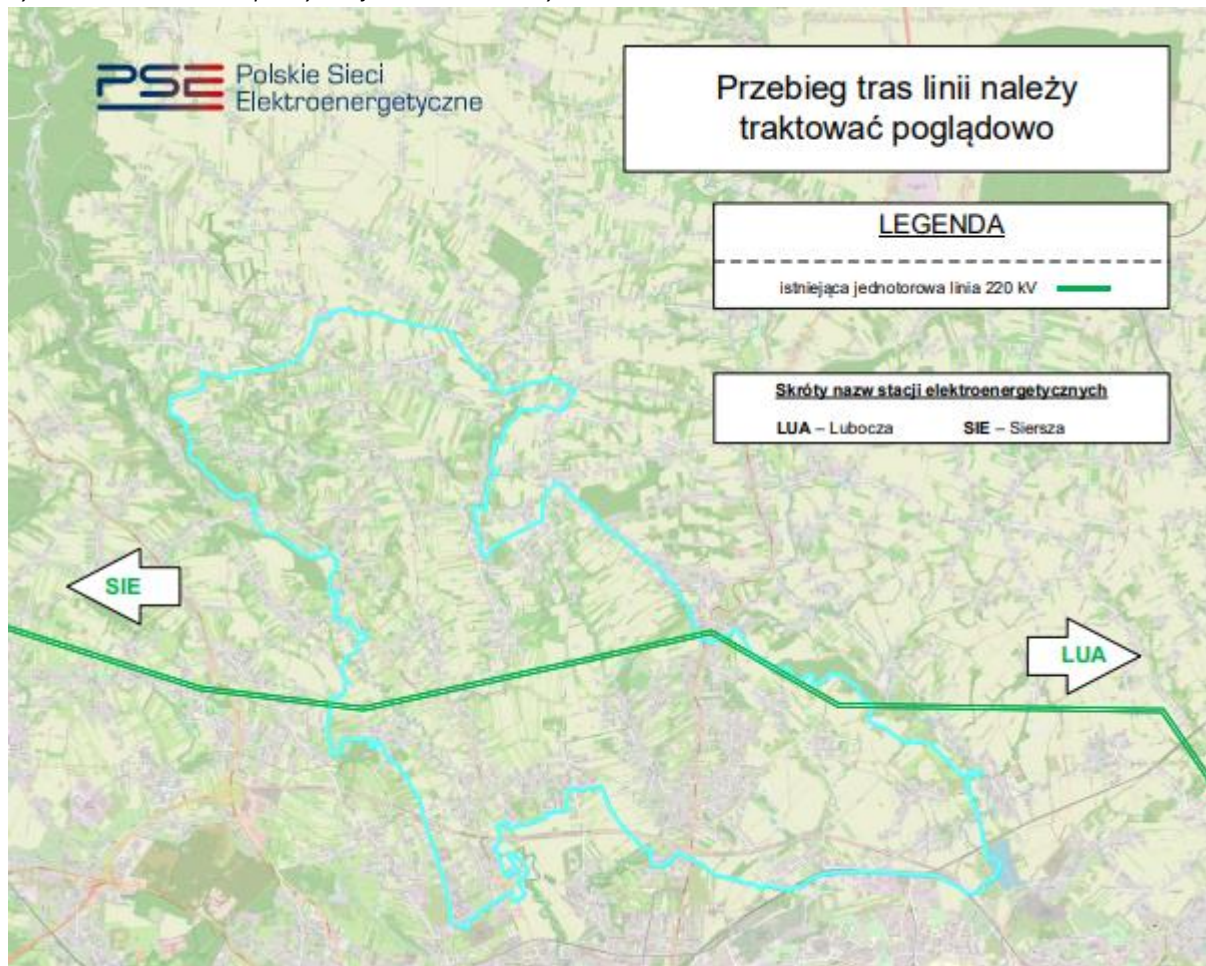 PSE Polskie Sieci
Elektroenergetyczne
Przebieg tras linii należy
traktować poglądowo
LEGENDA
istniejąca jednotorowa linia 220 kV
Skróty nazw stacji elektroenergetycznych
LUA – Lubocza SIE – Siersza
SIE
LUA